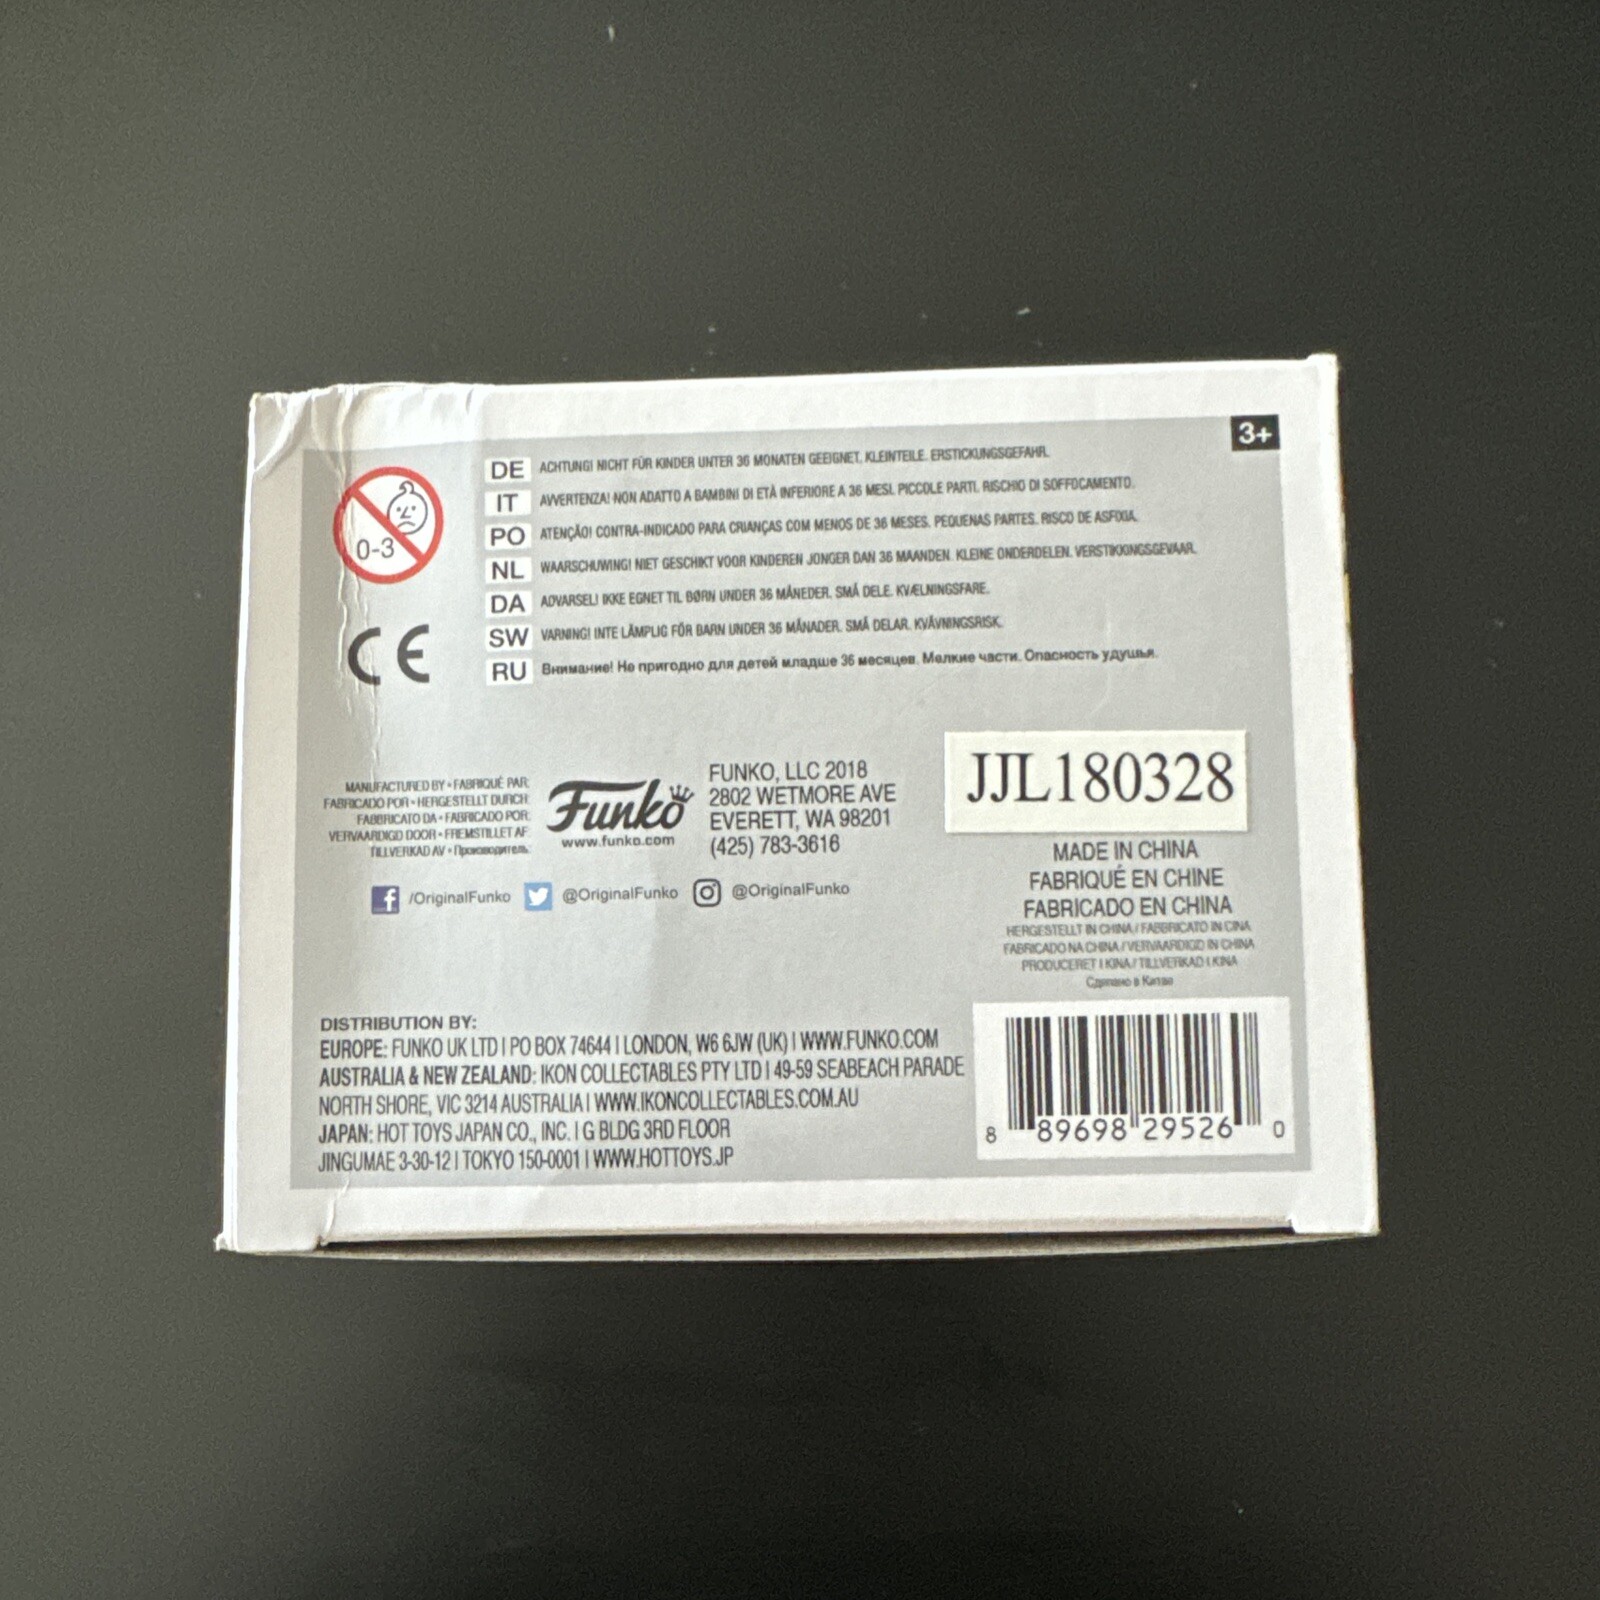 3+
0-3
DE ACHTUNG! NICHT FÜR KINDER UNTER 36 MONATEN GEEIGNET. KLEINTEILE. ERSTICKUNGSGEFAHR.
IT AVVERTENZA! NON ADATTO A BAMBINI DI ETÀ INFERIORE A 36 MESI. PICCOLE PARTI. RISCHIO DI SOFFOCAMENTO.
PO ATENÇÃO! CONTRA-INDICADO PARA CRIANÇAS COM MENOS DE 36 MESES. PEQUENAS PARTES. RISCO DE ASFIXIA.
NL WAARSCHUWING! NIET GESCHIKT VOOR KINDEREN JONGER DAN 36 MAANDEN. KLEINE ONDERDELEN. VERSTIKKINGSGEVAAR.
DA ADVARSEL! IKKE EGNET TIL BØRN UNDER 36 MÅNEDER. SMÅ DELE. KVÆLNINGSFARE.
SW VARNING! INTE LÄMPLIG FÖR BARN UNDER 36 MÅNADER. SMÅ DELAR. KVÄVNINGSRISK.
RU Внимание! Не пригодно для детей младше 36 месяцев. Мелкие части. Опасность удушья.
CE
MANUFACTURED BY • FABRIQUÉ PAR:
FABRICADO POR • HERGESTELLT DURCH:
FABBRICATO DA • FABRICADO POR:
VERVAARDIGD DOOR • FREMSTILLET AF:
TILLVERKAD AV • Производитель:
Funko
www.funko.com
FUNKO, LLC 2018
2802 WETMORE AVE
EVERETT, WA 98201
(425) 783-3616
/OriginalFunko @OriginalFunko @OriginalFunko
JJL180328
MADE IN CHINA
FABRIQUÉ EN CHINE
FABRICADO EN CHINA
HERGESTELLT IN CHINA / FABBRICATO IN CINA
FABRICADO NA CHINA / VERVAARDIGD IN CHINA
PRODUCERET I KINA / TILLVERKAD I KINA
Сделано в Китае
DISTRIBUTION BY:
EUROPE: FUNKO UK LTD | PO BOX 74644 | LONDON, W6 6JW (UK) | WWW.FUNKO.COM
AUSTRALIA & NEW ZEALAND: IKON COLLECTABLES PTY LTD | 49-59 SEABEACH PARADE
NORTH SHORE, VIC 3214 AUSTRALIA | WWW.IKONCOLLECTABLES.COM.AU
JAPAN: HOT TOYS JAPAN CO., INC. | G BLDG 3RD FLOOR
JINGUMAE 3-30-12 | TOKYO 150-0001 | WWW.HOTTOYS.JP
8 89698 29526 0